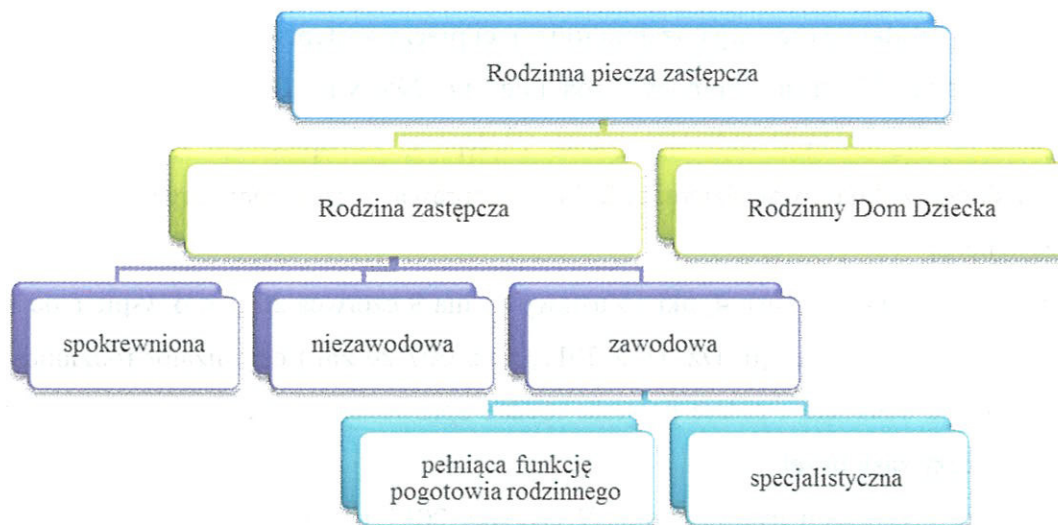 Rodzinna piecza zastępcza
Rodzina zastępcza
Rodzinny Dom Dziecka
spokrewniona
niezawodowa
zawodowa
pełniąca funkcję
pogotowia rodzinnego
specjalistyczna